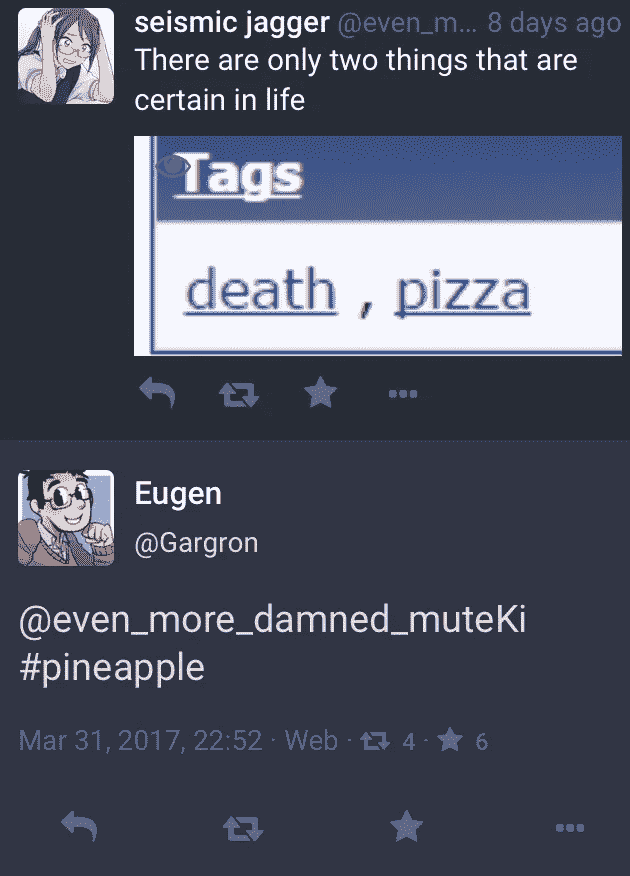 seismic jagger @even_m... 8 days ago
There are only two things that are
certain in life
Tags
death , pizza
Eugen
@Gargron
@even_more_damned_muteKi
#pineapple
Mar 31, 2017, 22:52 · Web · 4 · 6